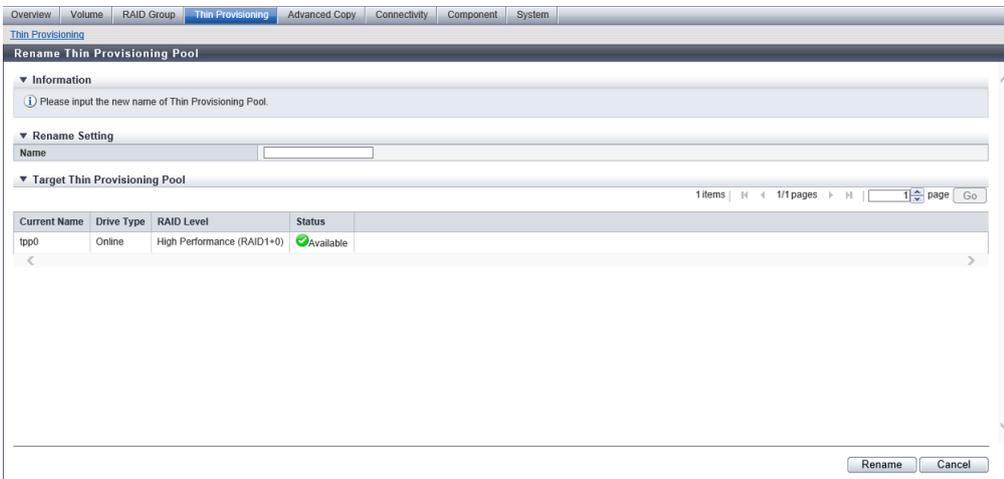 Overview Volume RAID Group Thin Provisioning Advanced Copy Connectivity Component System
Thin Provisioning
Rename Thin Provisioning Pool
Information
Please input the new name of Thin Provisioning Pool.
Rename Setting
Name
Target Thin Provisioning Pool
1 items 1/1 pages 1 page Go
Current Name Drive Type RAID Level Status
tpp0 Online High Performance (RAID1+0) Available
Rename Cancel